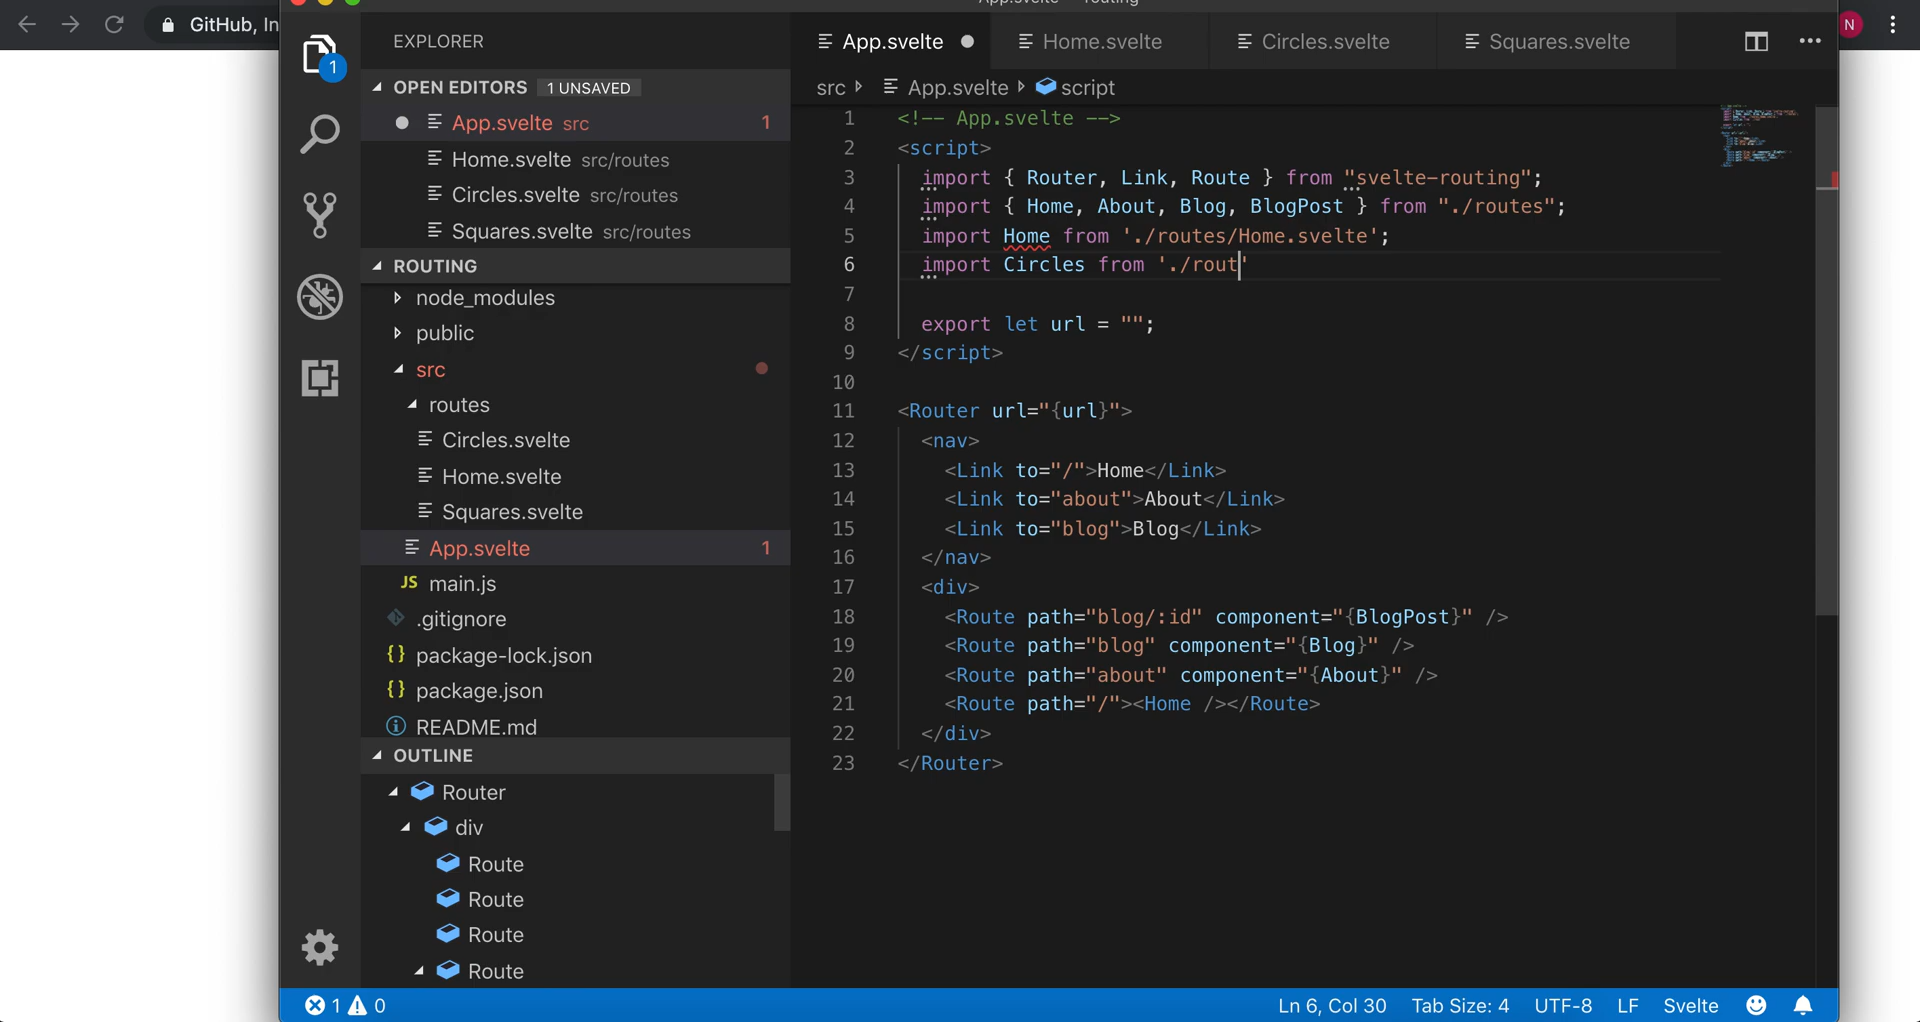 GitHub, In
App.svelte — routing
N
EXPLORER
1
OPEN EDITORS 1 UNSAVED
App.svelte src 1
Home.svelte src/routes
Circles.svelte src/routes
Squares.svelte src/routes
ROUTING
node_modules
public
src
routes
Circles.svelte
Home.svelte
Squares.svelte
App.svelte 1
JS main.js
.gitignore
{} package-lock.json
{} package.json
README.md
OUTLINE
Router
div
Route
Route
Route
Route
App.svelte Home.svelte Circles.svelte Squares.svelte
src App.svelte script
1 <!-- App.svelte -->
2 <script>
3 import { Router, Link, Route } from "svelte-routing";
4 import { Home, About, Blog, BlogPost } from "./routes";
5 import Home from './routes/Home.svelte';
6 import Circles from './rout'
7
8 export let url = "";
9 </script>
10
11 <Router url="{url}">
12 <nav>
13 <Link to="/">Home</Link>
14 <Link to="about">About</Link>
15 <Link to="blog">Blog</Link>
16 </nav>
17 <div>
18 <Route path="blog/:id" component="{BlogPost}" />
19 <Route path="blog" component="{Blog}" />
20 <Route path="about" component="{About}" />
21 <Route path="/"><Home /></Route>
22 </div>
23 </Router>
1 0 Ln 6, Col 30 Tab Size: 4 UTF-8 LF Svelte